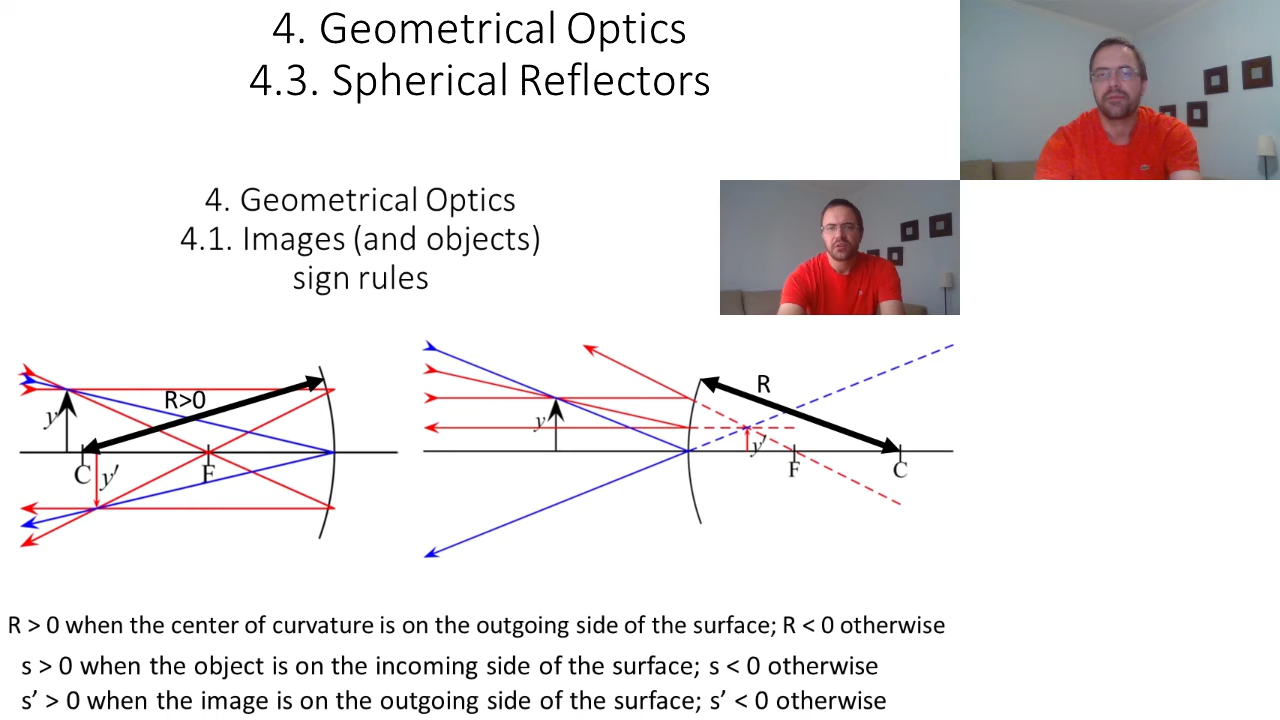 4. Geometrical Optics
4.3. Spherical Reflectors
4. Geometrical Optics
4.1. Images (and objects)
sign rules
R>0
y
C
y′
F
R
y
y′
F
C
R > 0 when the center of curvature is on the outgoing side of the surface; R < 0 otherwise
s > 0 when the object is on the incoming side of the surface; s < 0 otherwise
s’ > 0 when the image is on the outgoing side of the surface; s’ < 0 otherwise